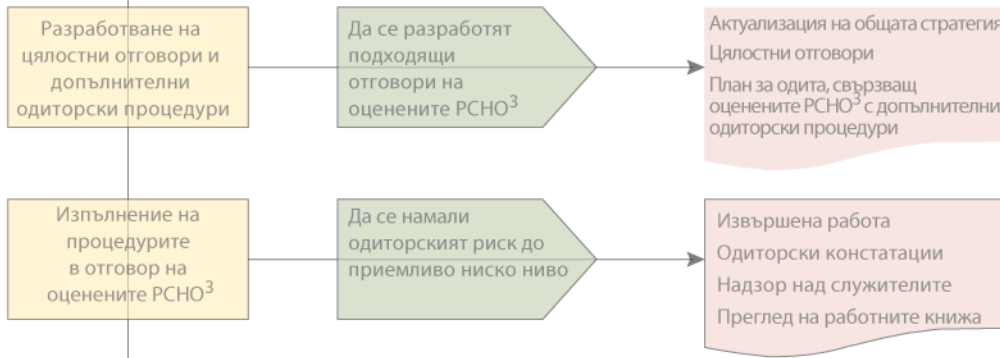 Разработване на
цялостни отговори и
допълнителни
одиторски процедури
Да се разработят
подходящи
отговори на
оценените РСНО³
Актуализация на общата стратегия
Цялостни отговори
План за одита, свързващ
оценените РСНО³ с допълнителни
одиторски процедури
Изпълнение на
процедурите
в отговор на
оценените РСНО³
Да се намали
одиторският риск до
приемливо ниско ниво
Извършена работа
Одиторски констатации
Надзор над служителите
Преглед на работните книжа